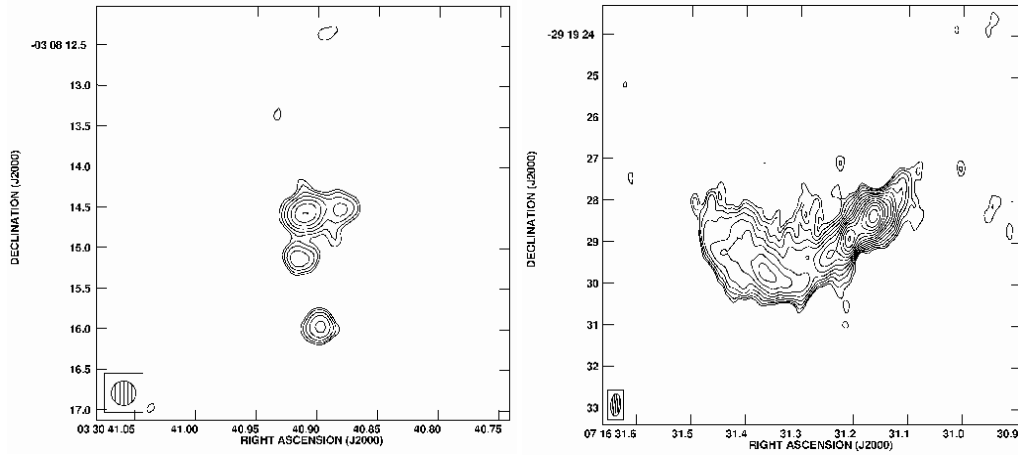 -03 08 12.5
13.0
13.5
14.0
14.5
15.0
15.5
16.0
16.5
17.0
DECLINATION (J2000)
03 30 41.05 41.00 40.95 40.90 40.85 40.80 40.75
RIGHT ASCENSION (J2000)
-29 19 24
25
26
27
28
29
30
31
32
33
DECLINATION (J2000)
07 16 31.6 31.5 31.4 31.3 31.2 31.1 31.0 30.9
RIGHT ASCENSION (J2000)